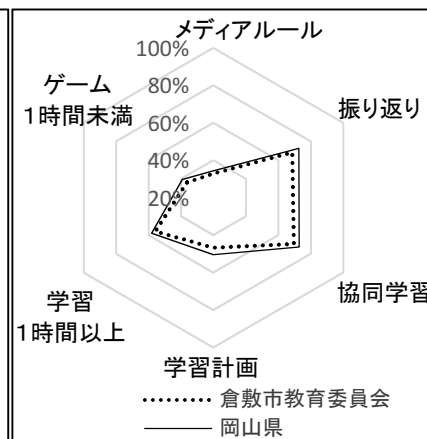 メディアルール
100%
80%
60%
40%
20%
振り返り
協同学習
学習計画
学習
1時間以上
ゲーム
1時間未満
倉敷市教育委員会
岡山県